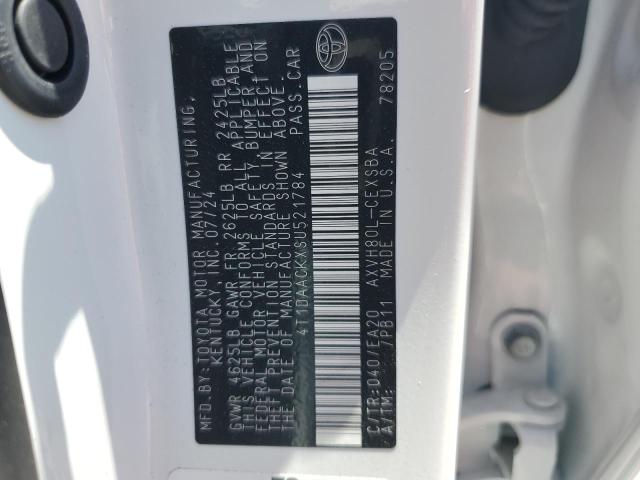 MFD.BY: TOYOTA MOTOR MANUFACTURING,
KENTUCKY, INC. 07/24
GVWR 4625LB GAWR FR 2625LB RR 2425LB
THIS VEHICLE CONFORMS TO ALL APPLICABLE
FEDERAL MOTOR VEHICLE SAFETY, BUMPER AND
THEFT PREVENTION STANDARDS IN EFFECT ON
THE DATE OF MANUFACTURE SHOWN ABOVE.
4T1DAACKXSU521784 PASS.CAR
C/TR:040/EA20 AXVH80L-CEXSBA
A/TM: /PB11 MADE IN U.S.A. 78205